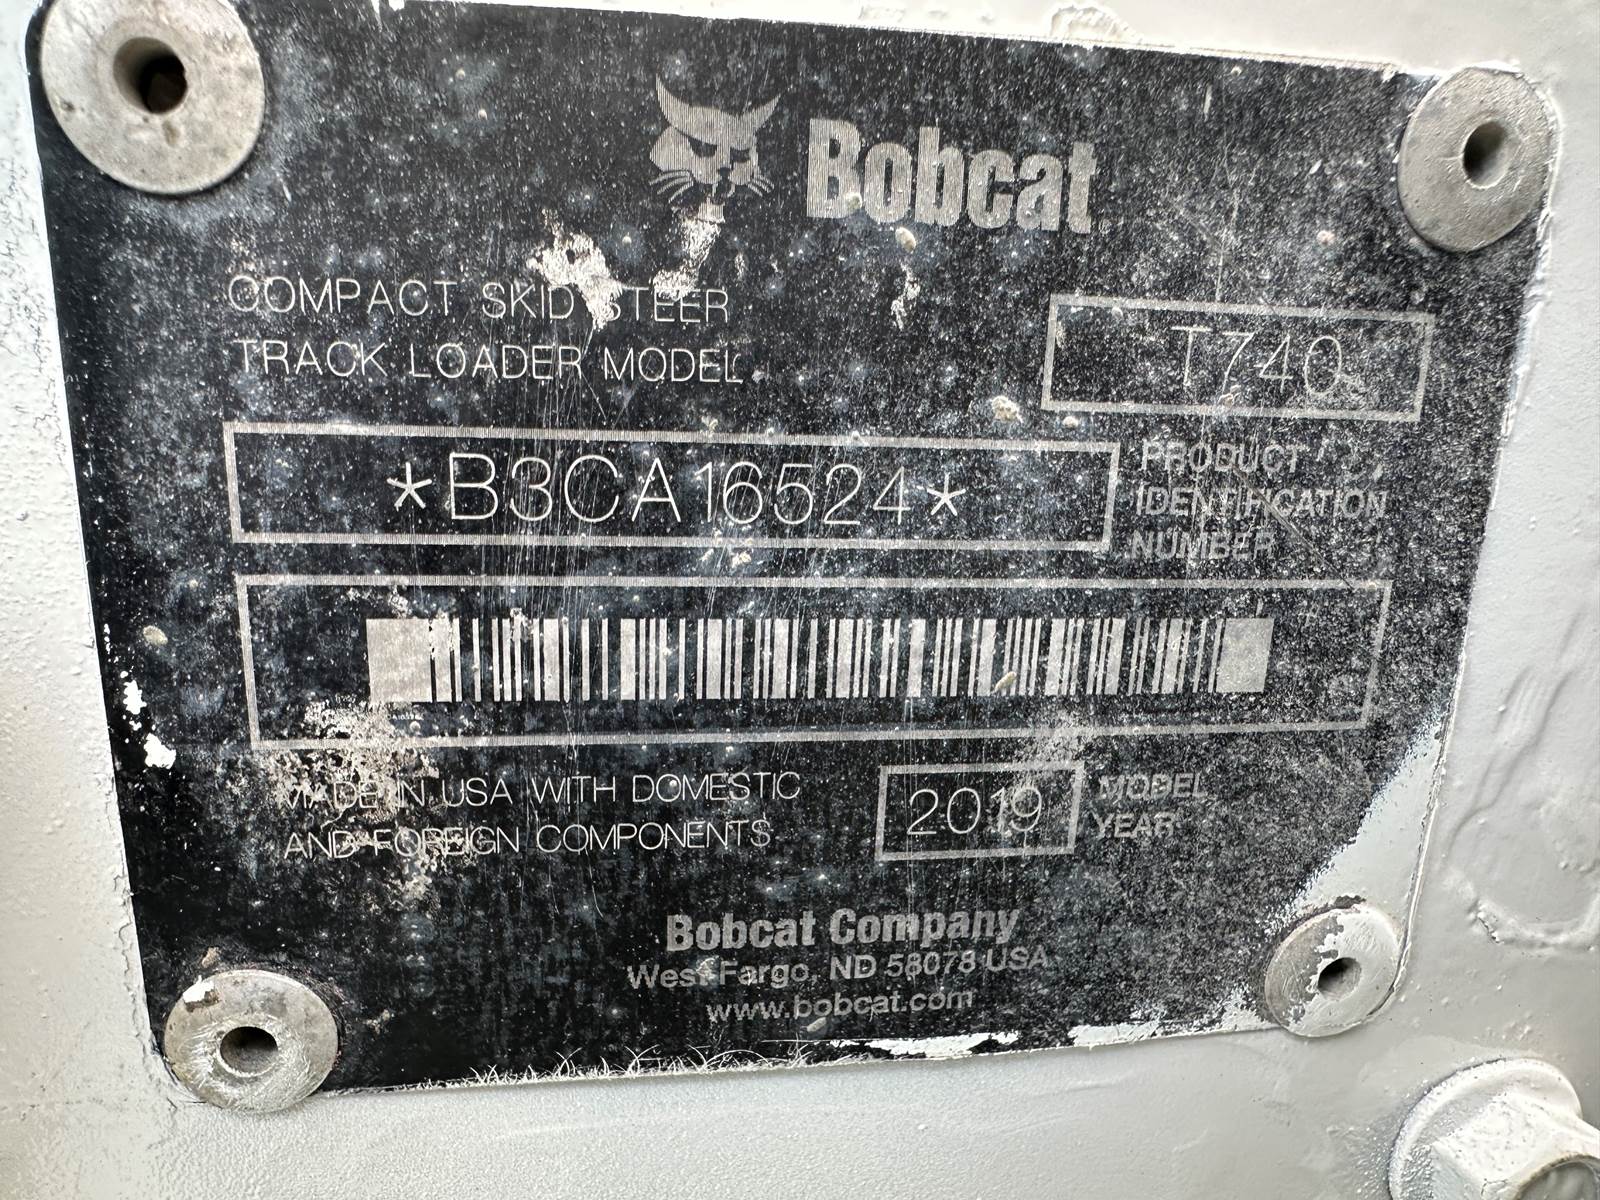 Bobcat
COMPACT SKID STEER
TRACK LOADER MODEL
T740
*B3CA16524*
PRODUCT
IDENTIFICATION
NUMBER
MADE IN USA WITH DOMESTIC
AND FOREIGN COMPONENTS
2019
MODEL
YEAR
Bobcat Company
West Fargo, ND 58078 USA
www.bobcat.com